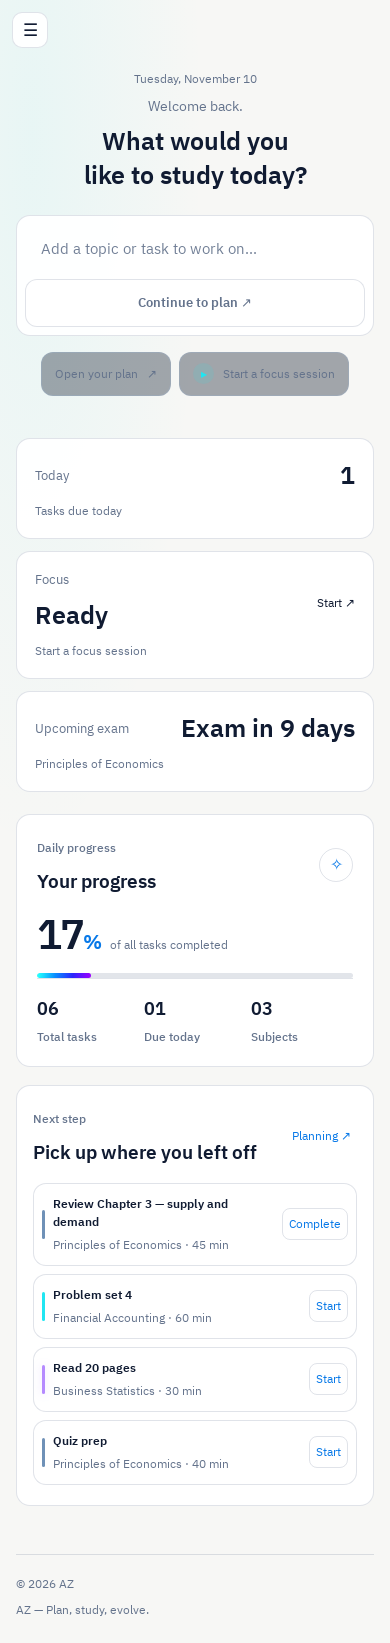 ☰
Tuesday, November 10
Welcome back.
What would you
like to study today?
Add a topic or task to work on...
Continue to plan ↗
Open your plan ↗
Start a focus session
Today
1
Tasks due today
Focus
Ready
Start ↗
Start a focus session
Upcoming exam
Exam in 9 days
Principles of Economics
Daily progress
Your progress
17% of all tasks completed
06 01 03
Total tasks Due today Subjects
Next step
Pick up where you left off
Planning ↗
Review Chapter 3 — supply and
demand
Principles of Economics · 45 min
Complete
Problem set 4
Financial Accounting · 60 min
Start
Read 20 pages
Business Statistics · 30 min
Start
Quiz prep
Principles of Economics · 40 min
Start
© 2026 AZ
AZ — Plan, study, evolve.